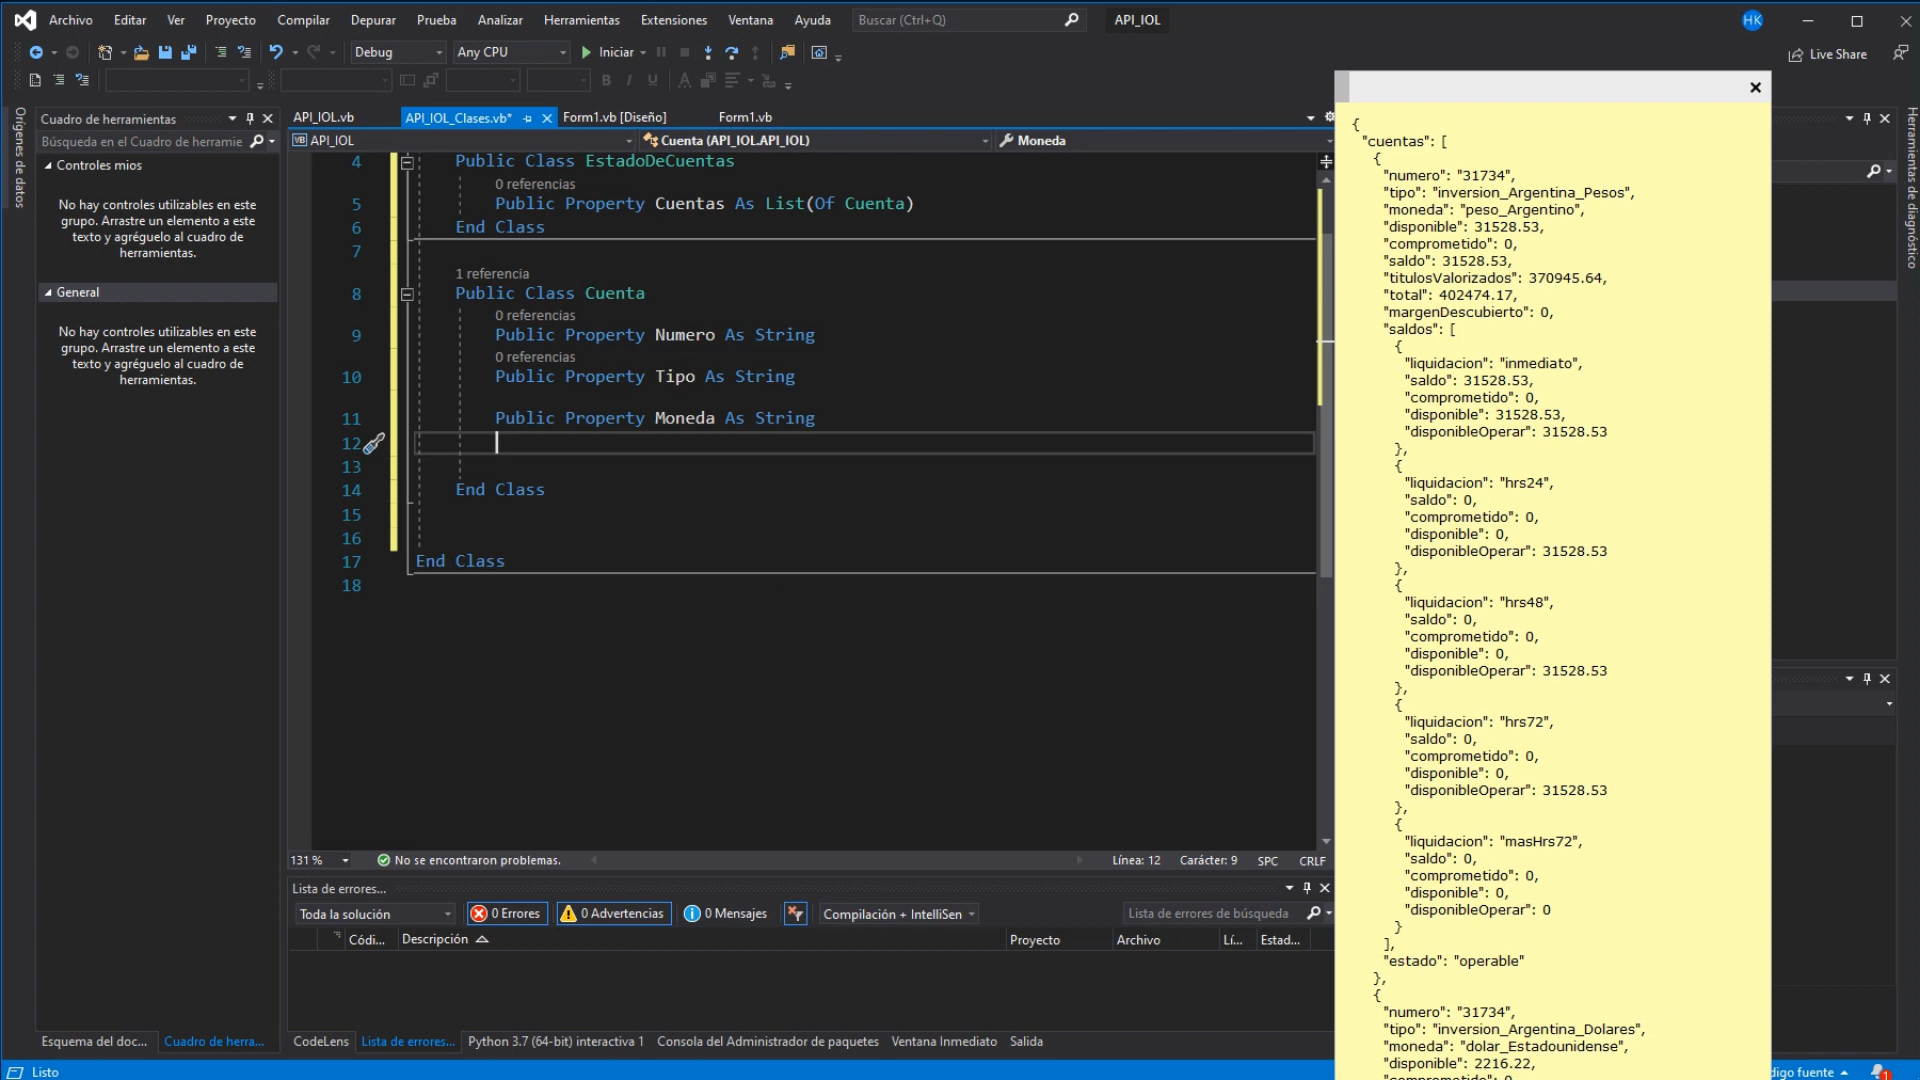 Archivo Editar Ver Proyecto Compilar Depurar Prueba Analizar Herramientas Extensiones Ventana Ayuda Buscar (Ctrl+Q) API_IOL HK
Debug Any CPU Iniciar Live Share
Orígenes de datos
Cuadro de herramientas
Búsqueda en el Cuadro de herramie
Controles mios
No hay controles utilizables en este
grupo. Arrastre un elemento a este
texto y agréguelo al cuadro de
herramientas.
General
No hay controles utilizables en este
grupo. Arrastre un elemento a este
texto y agréguelo al cuadro de
herramientas.
Esquema del doc... Cuadro de herra...
API_IOL.vb API_IOL_Clases.vb* Form1.vb [Diseño] Form1.vb
VB API_IOL Cuenta (API_IOL.API_IOL) Moneda
4 Public Class EstadoDeCuentas
0 referencias
5 Public Property Cuentas As List(Of Cuenta)
6 End Class
7
1 referencia
8 Public Class Cuenta
0 referencias
9 Public Property Numero As String
0 referencias
10 Public Property Tipo As String
11 Public Property Moneda As String
12
13
14 End Class
15
16
17 End Class
18
131 % No se encontraron problemas. Línea: 12 Carácter: 9 SPC CRLF
Lista de errores...
Toda la solución 0 Errores 0 Advertencias 0 Mensajes Compilación + IntelliSen Lista de errores de búsqueda
Códi... Descripción Proyecto Archivo Lí... Estad...
CodeLens Lista de errores... Python 3.7 (64-bit) interactiva 1 Consola del Administrador de paquetes Ventana Inmediato Salida
{
"cuentas": [
{
"numero": "31734",
"tipo": "inversion_Argentina_Pesos",
"moneda": "peso_Argentino",
"disponible": 31528.53,
"comprometido": 0,
"saldo": 31528.53,
"titulosValorizados": 370945.64,
"total": 402474.17,
"margenDescubierto": 0,
"saldos": [
{
"liquidacion": "inmediato",
"saldo": 31528.53,
"comprometido": 0,
"disponible": 31528.53,
"disponibleOperar": 31528.53
},
{
"liquidacion": "hrs24",
"saldo": 0,
"comprometido": 0,
"disponible": 0,
"disponibleOperar": 31528.53
},
{
"liquidacion": "hrs48",
"saldo": 0,
"comprometido": 0,
"disponible": 0,
"disponibleOperar": 31528.53
},
{
"liquidacion": "hrs72",
"saldo": 0,
"comprometido": 0,
"disponible": 0,
"disponibleOperar": 31528.53
},
{
"liquidacion": "masHrs72",
"saldo": 0,
"comprometido": 0,
"disponible": 0,
"disponibleOperar": 0
}
],
"estado": "operable"
},
{
"numero": "31734",
"tipo": "inversion_Argentina_Dolares",
"moneda": "dolar_Estadounidense",
"disponible": 2216.22,
"comprometido": 0,
Herramientas de diagnóstico
Listo digo fuente 1